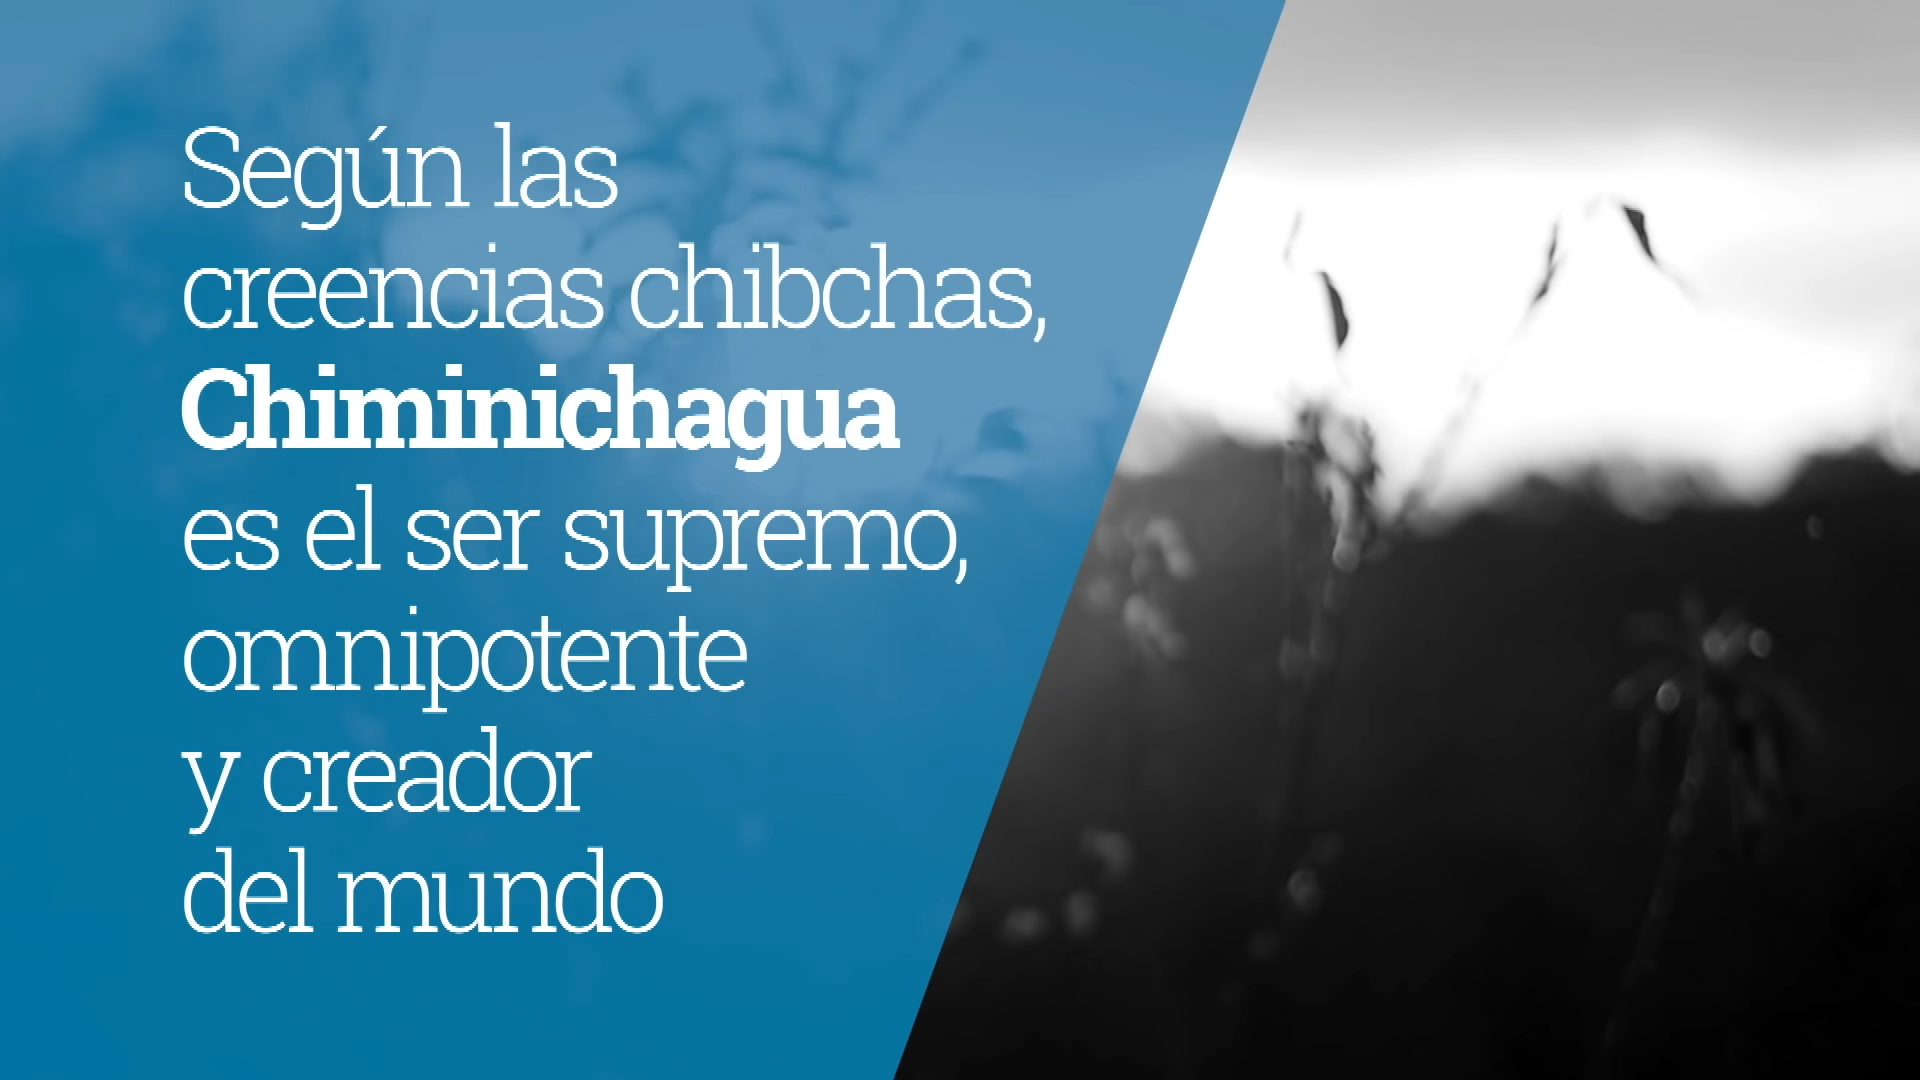 Según las
creencias chibchas,
Chiminichagua
es el ser supremo,
omnipotente
y creador
del mundo